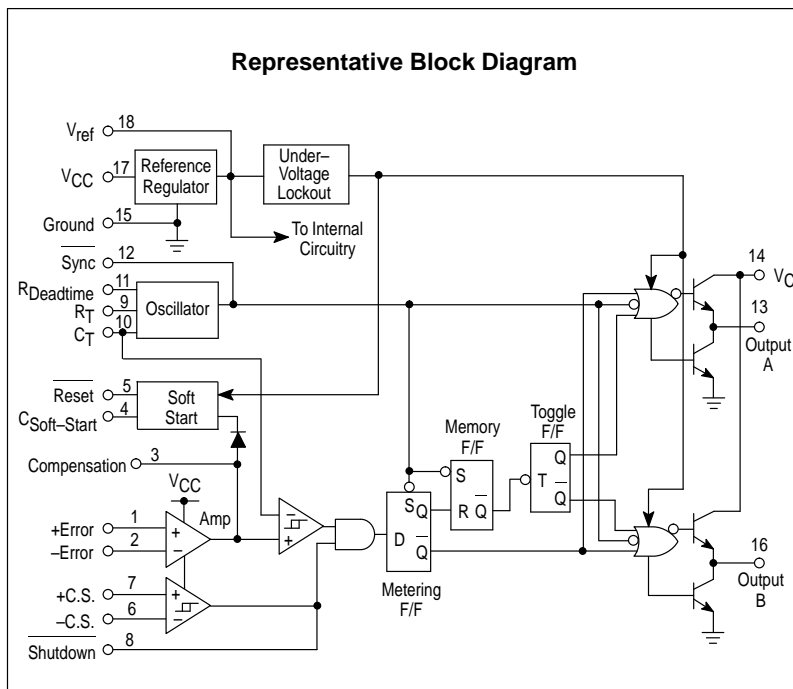 Representative Block Diagram
Vref
18
VCC
17
Reference
Regulator
Under–
Voltage
Lockout
Ground
15
To Internal
Circuitry
Sync
12
RDeadtime
11
RT
9
CT
10
Oscillator
14
VC
13
Output
A
Reset
5
CSoft–Start
4
Soft
Start
Compensation
3
Memory
F/F
Toggle
F/F
VCC
Amp
+Error
1
–Error
2
+
–
–
+
S
Q
D
Q
Metering
F/F
S
R
Q
T
Q
Q
+C.S.
7
–C.S.
6
+
–
Shutdown
8
16
Output
B